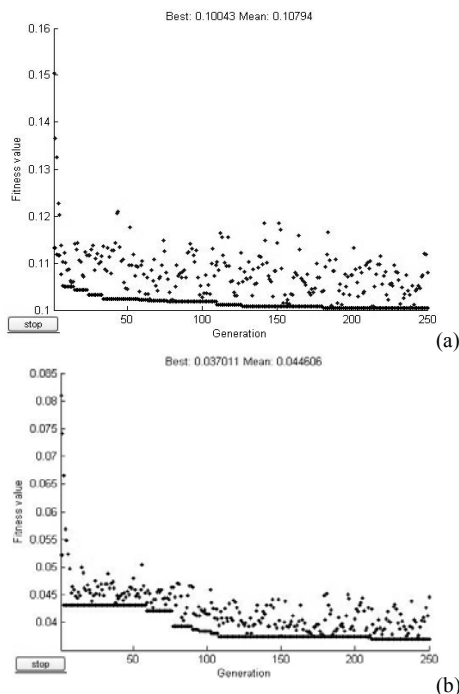 Best: 0.10043 Mean: 0.10794
0.16
0.15
0.14
0.13
0.12
0.11
0.1
Fitness value
50
100
150
200
250
Generation
stop
(a)
Best: 0.037011 Mean: 0.044606
0.085
0.08
0.075
0.07
0.065
0.06
0.055
0.05
0.045
0.04
Fitness value
50
100
150
200
250
Generation
stop
(b)